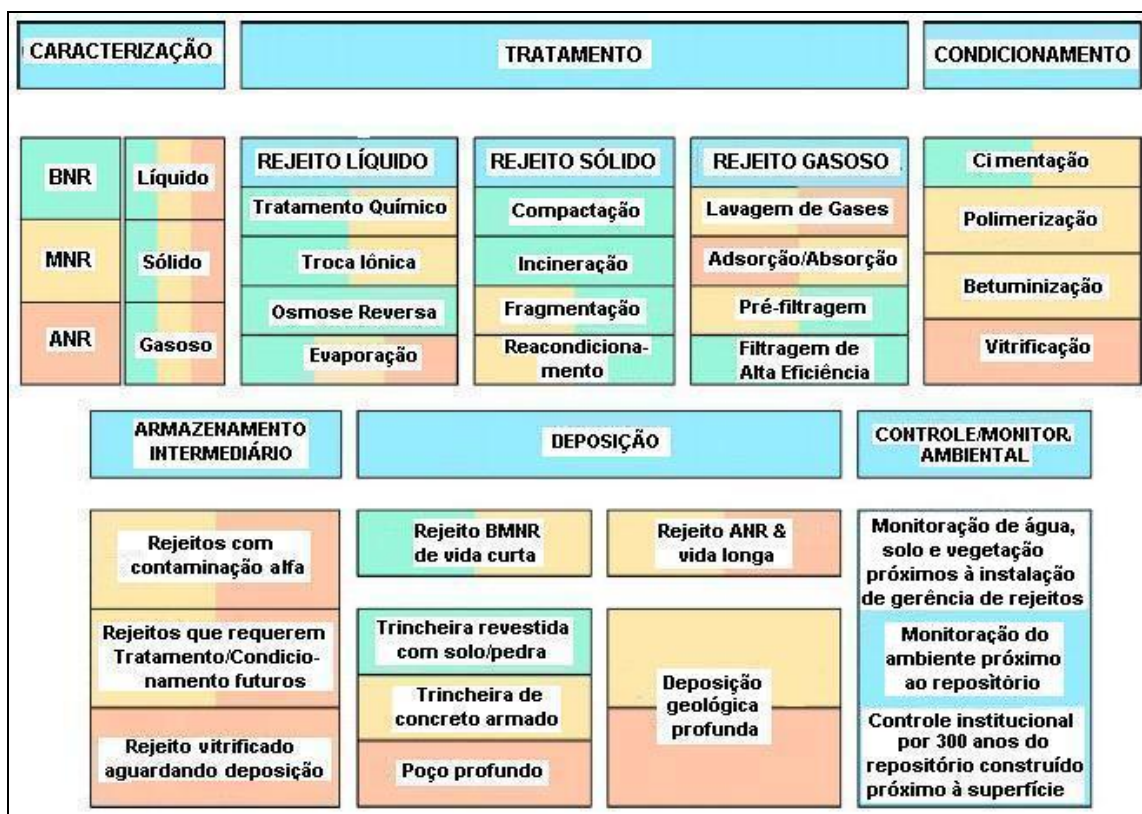 CARACTERIZAÇÃO
TRATAMENTO
CONDICIONAMENTO
BNR
MNR
ANR
Líquido
Sólido
Gasoso
REJEITO LÍQUIDO
Tratamento Químico
Troca Iônica
Osmose Reversa
Evaporação
REJEITO SÓLIDO
Compactação
Incineração
Fragmentação
Reacondiciona-
mento
REJEITO GASOSO
Lavagem de Gases
Adsorção/Absorção
Pré-filtragem
Filtragem de
Alta Eficiência
Cimentação
Polimerização
Betuminização
Vitrificação
ARMAZENAMENTO
INTERMEDIÁRIO
DEPOSIÇÃO
CONTROLE/MONITOR.
AMBIENTAL
Rejeitos com
contaminação alfa
Rejeitos que requerem
Tratamento/Condicio-
namento futuros
Rejeito vitrificado
aguardando deposição
Rejeito BMNR
de vida curta
Trincheira revestida
com solo/pedra
Trincheira de
concreto armado
Poço profundo
Rejeito ANR &
vida longa
Deposição
geológica
profunda
Monitoração de água,
solo e vegetação
próximos à instalação
de gerência de rejeitos
Monitoração do
ambiente próximo
ao repositório
Controle institucional
por 300 anos do
repositório construído
próximo à superfície